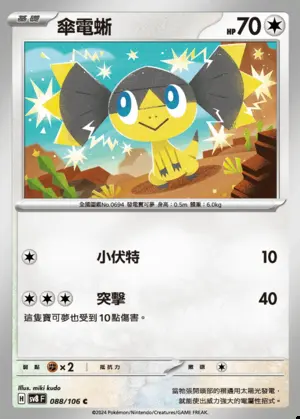 基礎 傘電蜥 HP 70
全國圖鑑No.0694 發電寶可夢 身高：0.5m 體重：6.0kg
小伏特 10
突擊 40
這隻寶可夢也受到10點傷害。
Illus. miki kudo
弱點 ×2 抵抗力 撤退
H sv8 F 088/106 C
當牠張開頭部的褶邊用太陽光發電後，
就能使出威力強大的電屬性招式。
©2024 Pokémon/Nintendo/Creatures/GAME FREAK.